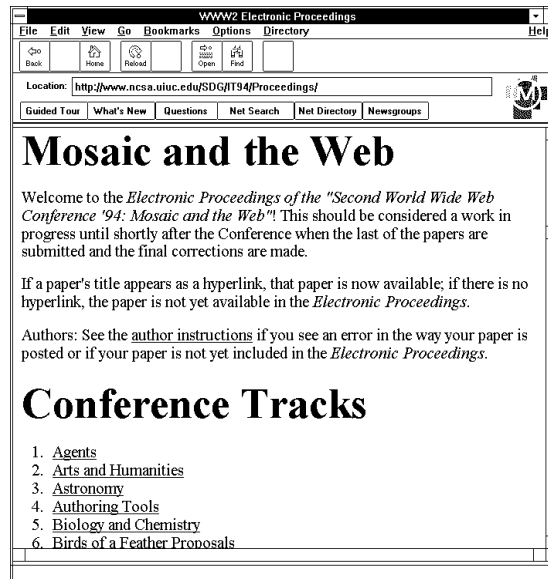 WWW2 Electronic Proceedings
File Edit View Go Bookmarks Options Directory Help
Back Home Reload Open Find
Location: http://www.ncsa.uiuc.edu/SDG/IT94/Proceedings/
Guided Tour What's New Questions Net Search Net Directory Newsgroups
Mosaic and the Web
Welcome to the Electronic Proceedings of the "Second World Wide Web
Conference '94: Mosaic and the Web"! This should be considered a work in
progress until shortly after the Conference when the last of the papers are
submitted and the final corrections are made.
If a paper's title appears as a hyperlink, that paper is now available; if there is no
hyperlink, the paper is not yet available in the Electronic Proceedings.
Authors: See the author instructions if you see an error in the way your paper is
posted or if your paper is not yet included in the Electronic Proceedings.
Conference Tracks
1. Agents
2. Arts and Humanities
3. Astronomy
4. Authoring Tools
5. Biology and Chemistry
6. Birds of a Feather Proposals